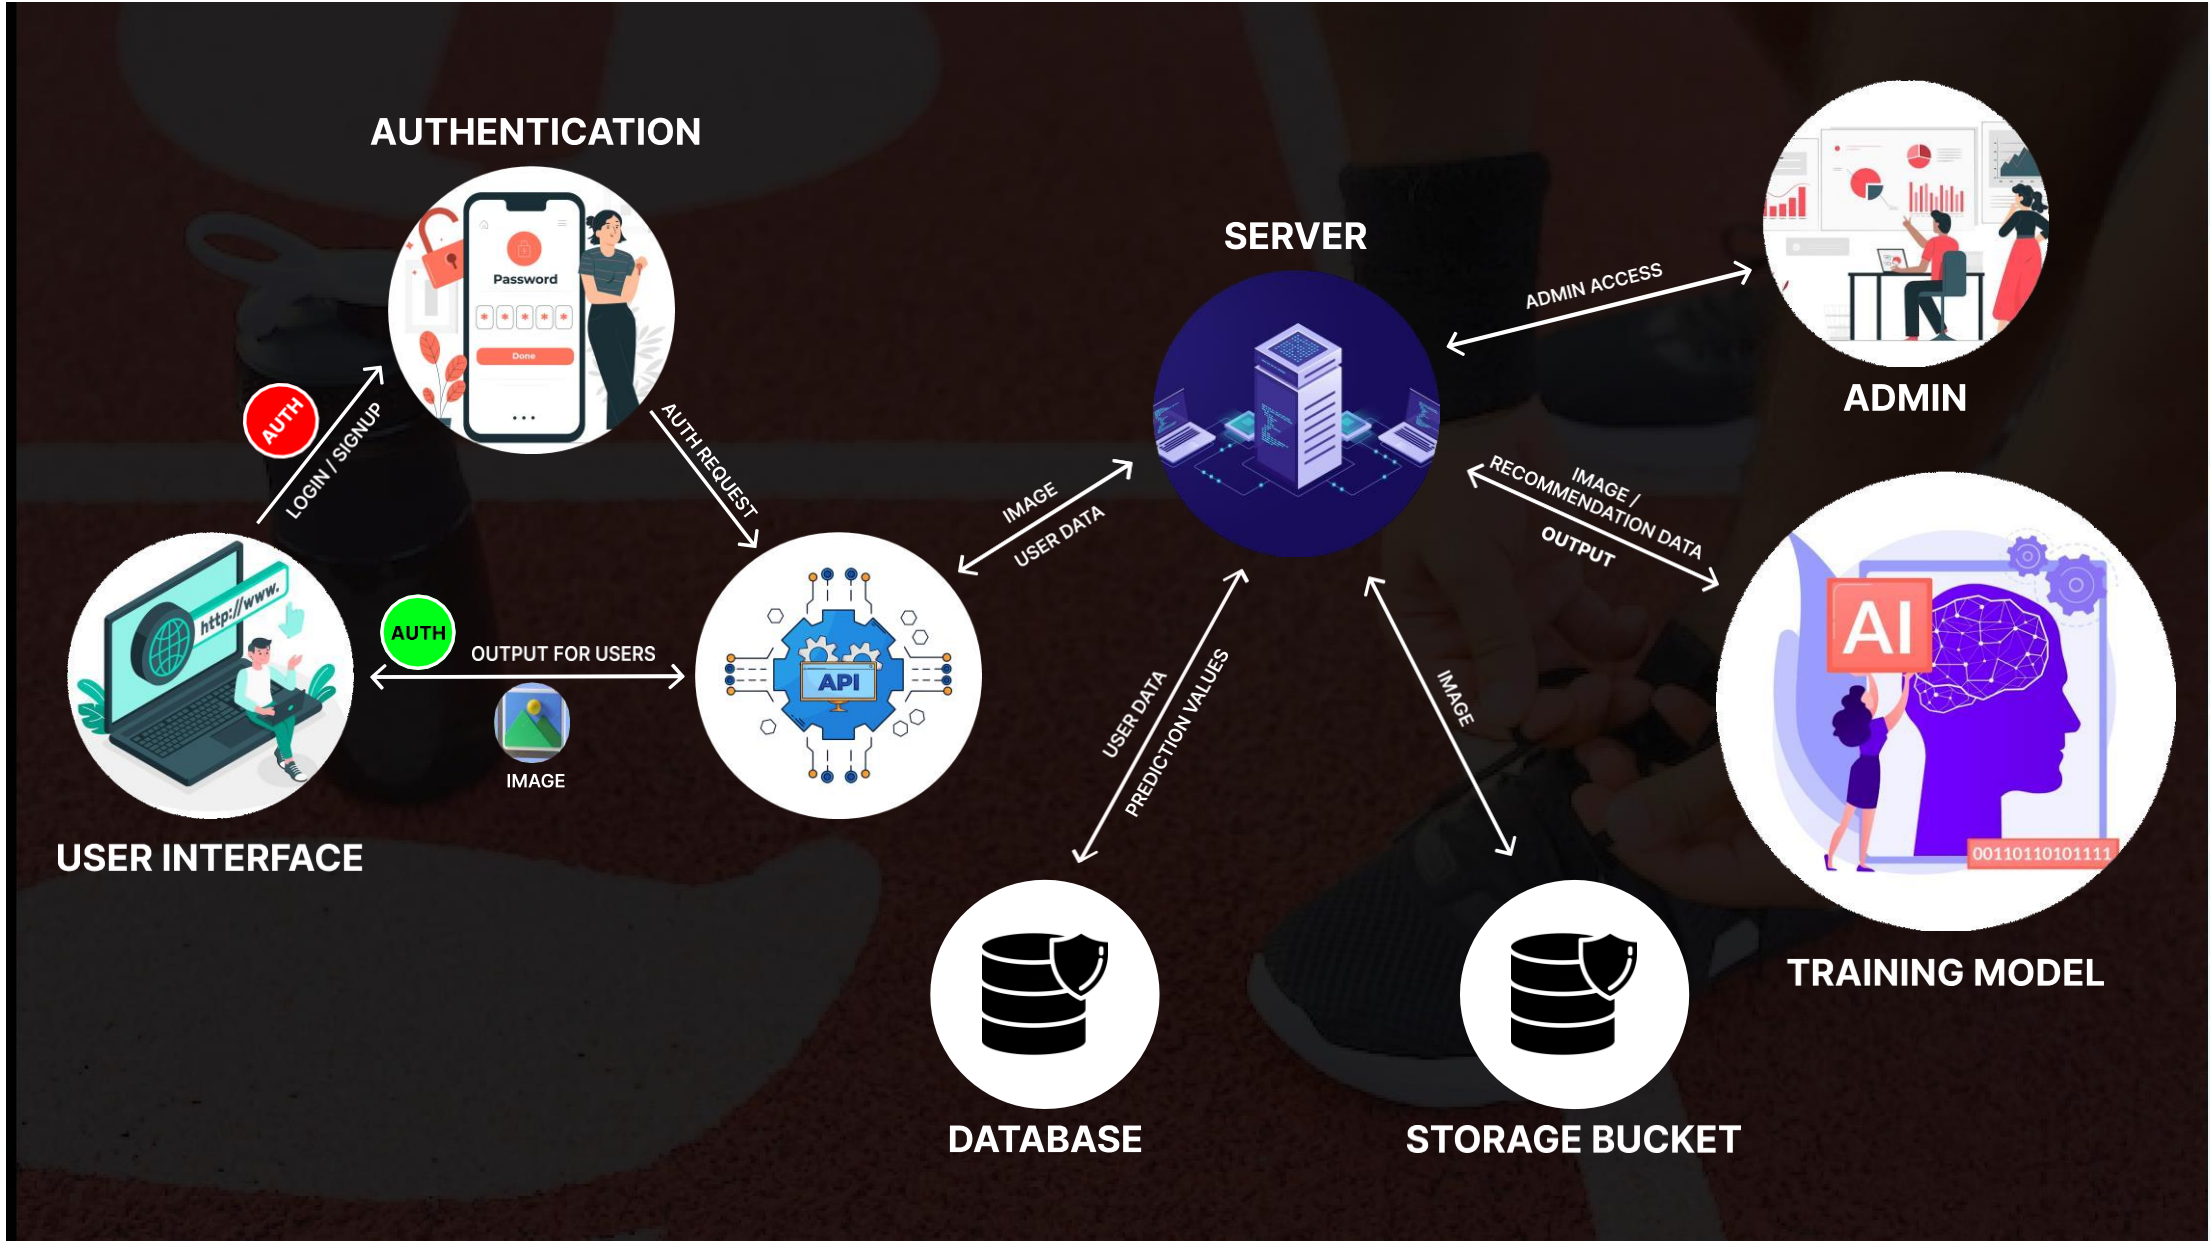 AUTHENTICATION
Password
* * * * *
Done
AUTH
LOGIN / SIGNUP
AUTH REQUEST
http://www.
USER INTERFACE
AUTH
OUTPUT FOR USERS
IMAGE
API
IMAGE
USER DATA
SERVER
ADMIN ACCESS
ADMIN
IMAGE /
RECOMMENDATION DATA
OUTPUT
AI
00110110101111
TRAINING MODEL
USER DATA
PREDICTION VALUES
IMAGE
DATABASE
STORAGE BUCKET